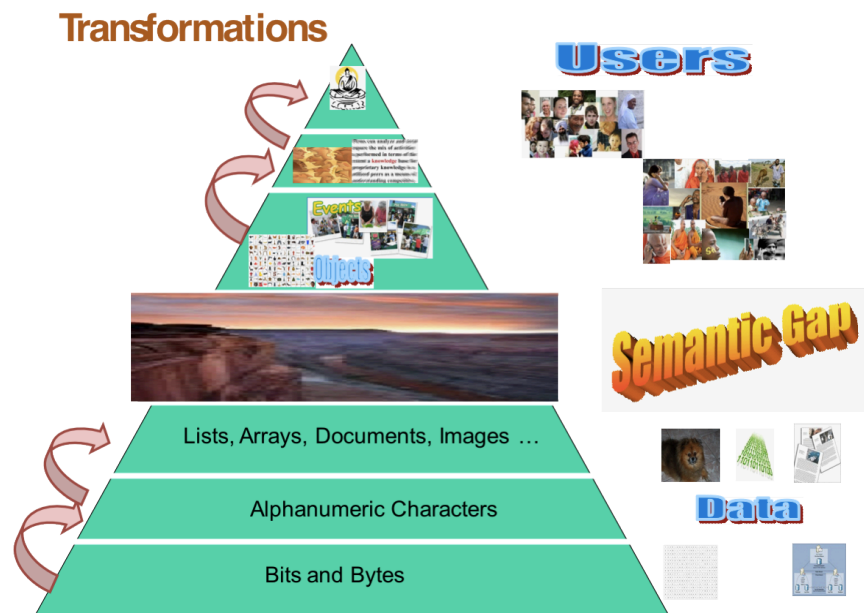 Transformations
Users
Events
Objects
Semantic Gap
Lists, Arrays, Documents, Images …
Data
Alphanumeric Characters
Bits and Bytes